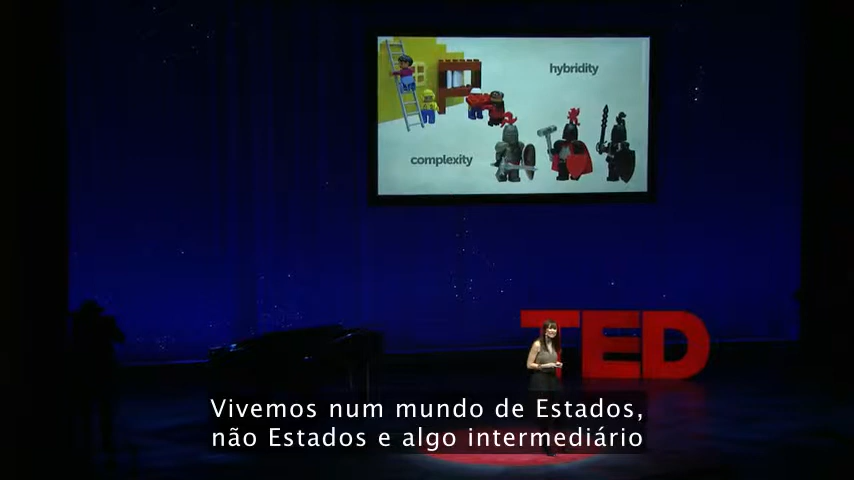 hybridity
complexity
TED
Vivemos num mundo de Estados,
não Estados e algo intermediário